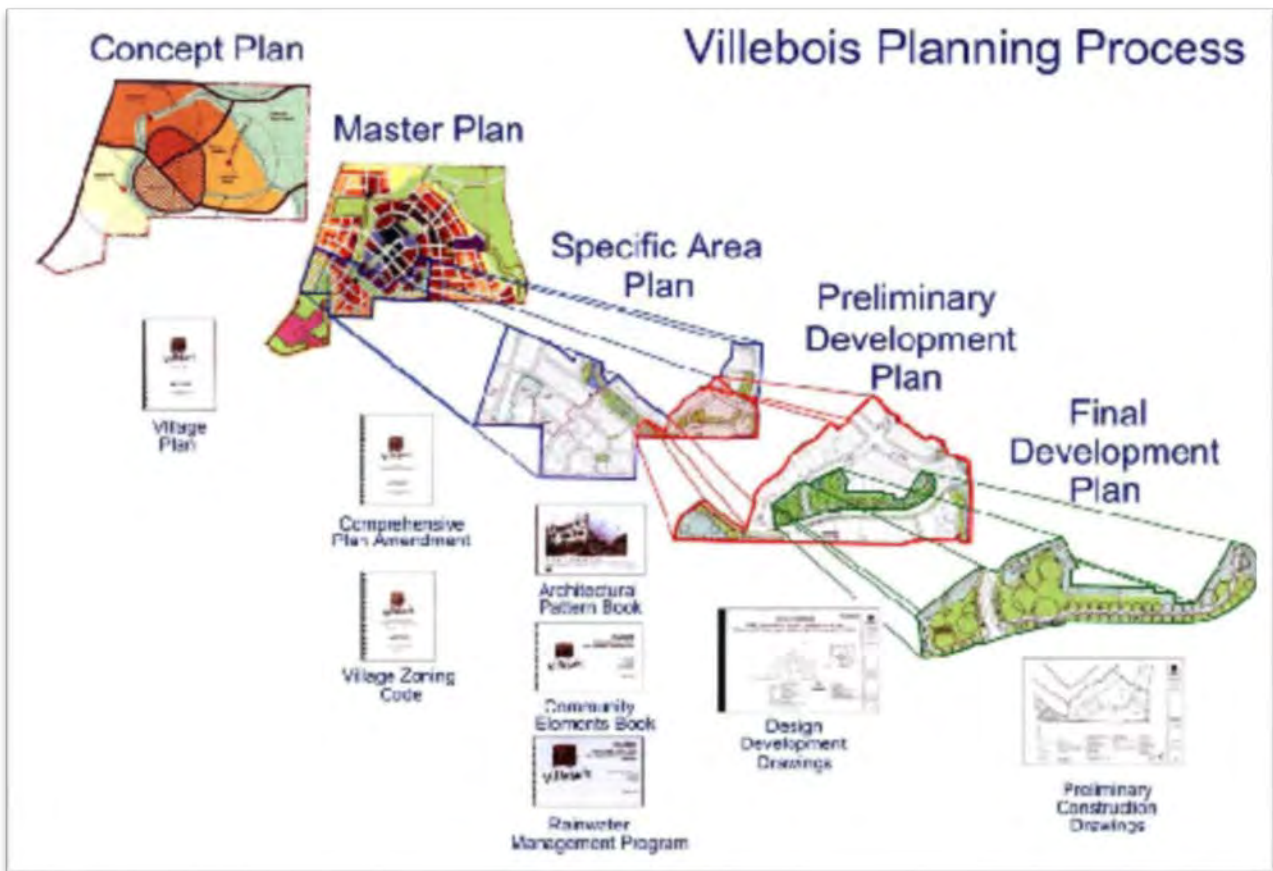 Villebois Planning Process
Concept Plan
Master Plan
Specific Area
Plan
Preliminary
Development
Plan
Final
Development
Plan
Village
Plan
Comprehensive
Plan Amendment
Village Zoning
Code
Architectural
Pattern Book
Community
Elements Book
Rainwater
Management Program
Design
Development
Drawings
Preliminary
Construction
Drawings